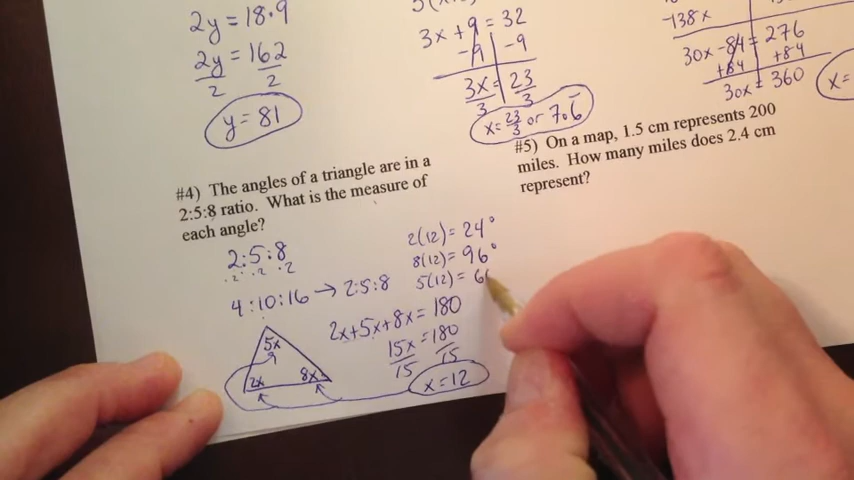 2y = 18·9
2y = 162
2 2
y = 81
3x + 9 = 32
-9 -9
3x = 23
3 3
x = 23/3 or 7.6̅
-138x
30x - 84 = 276
+84 +84
30x = 360
x=
#4) The angles of a triangle are in a
2:5:8 ratio. What is the measure of
each angle?
2:5:8
·2 ·2 ·2
4:10:16 → 2:5:8
5x
2x 8x
2(12) = 24°
8(12) = 96°
5(12) = 6
2x+5x+8x = 180
15x = 180
15 15
x = 12
#5) On a map, 1.5 cm represents 200
miles. How many miles does 2.4 cm
represent?